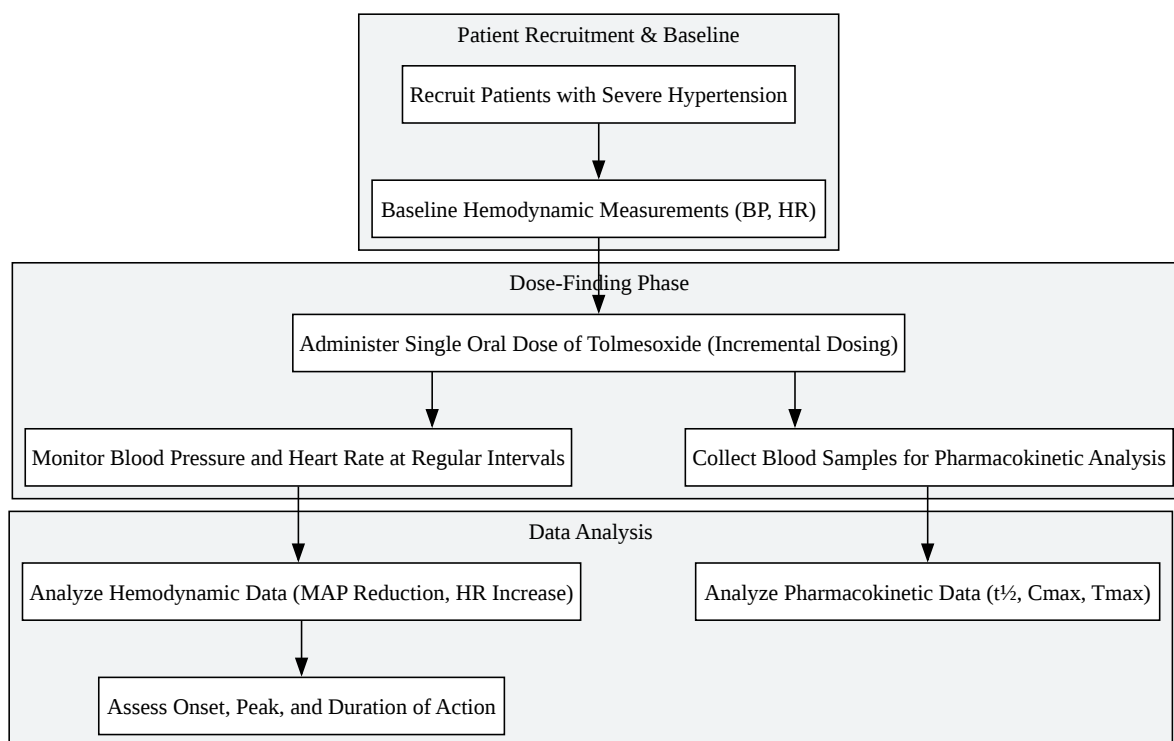 Patient Recruitment & Baseline
Recruit Patients with Severe Hypertension
Baseline Hemodynamic Measurements (BP, HR)
Dose-Finding Phase
Administer Single Oral Dose of Tolmesoxide (Incremental Dosing)
Monitor Blood Pressure and Heart Rate at Regular Intervals
Collect Blood Samples for Pharmacokinetic Analysis
Data Analysis
Analyze Hemodynamic Data (MAP Reduction, HR Increase)
Analyze Pharmacokinetic Data (t½, Cmax, Tmax)
Assess Onset, Peak, and Duration of Action